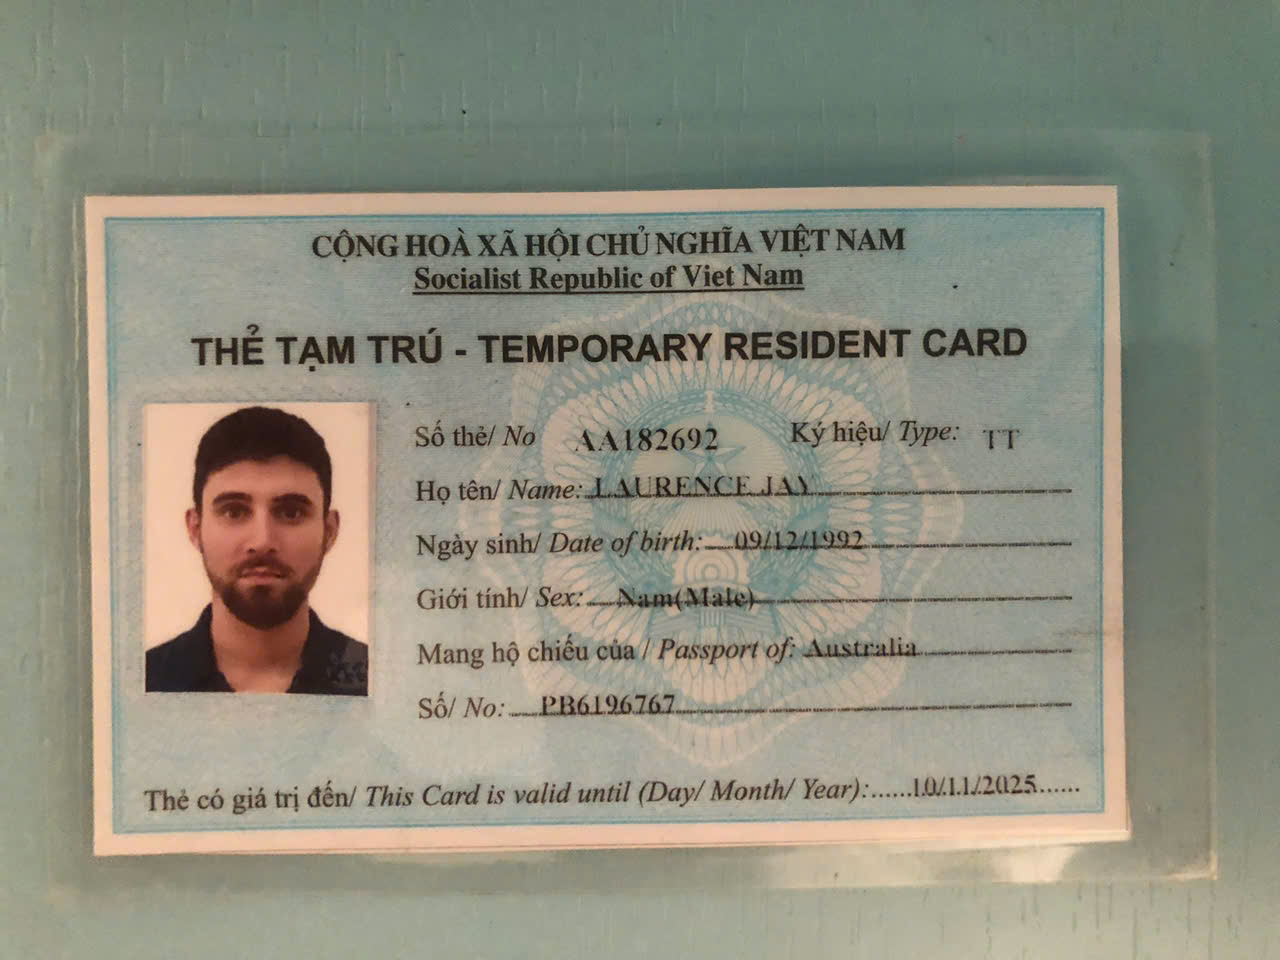 CỘNG HOÀ XÃ HỘI CHỦ NGHĨA VIỆT NAM
Socialist Republic of Viet Nam
THẺ TẠM TRÚ - TEMPORARY RESIDENT CARD
Số thẻ/ No AA182692 Ký hiệu/ Type: TT
Họ tên/ Name: LAURENCE JAY
Ngày sinh/ Date of birth: 09/12/1992
Giới tính/ Sex: Nam(Male)
Mang hộ chiếu của / Passport of: Australia
Số/ No: PB6196767
Thẻ có giá trị đến/ This Card is valid until (Day/ Month/ Year):......10/11/2025......